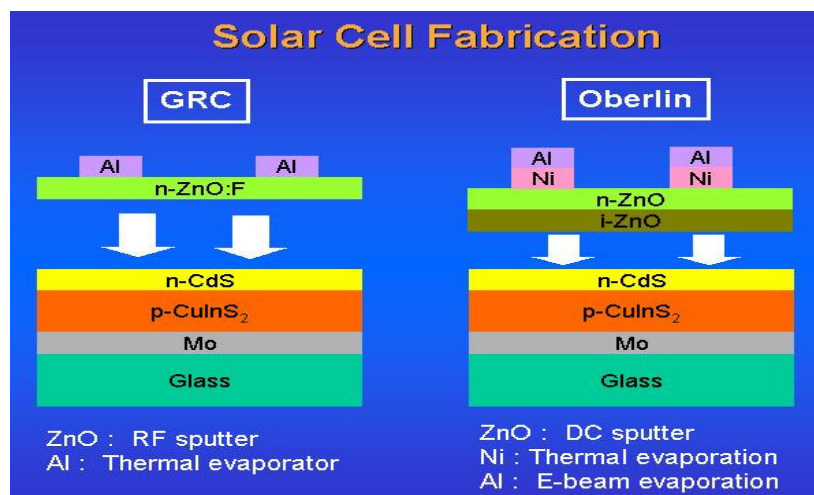 Solar Cell Fabrication
GRC
Al Al
n-ZnO:F
n-CdS
p-CuInS₂
Mo
Glass
ZnO : RF sputter
Al : Thermal evaporator
Oberlin
Al Al
Ni Ni
n-ZnO
i-ZnO
n-CdS
p-CuInS₂
Mo
Glass
ZnO : DC sputter
Ni : Thermal evaporation
Al : E-beam evaporation